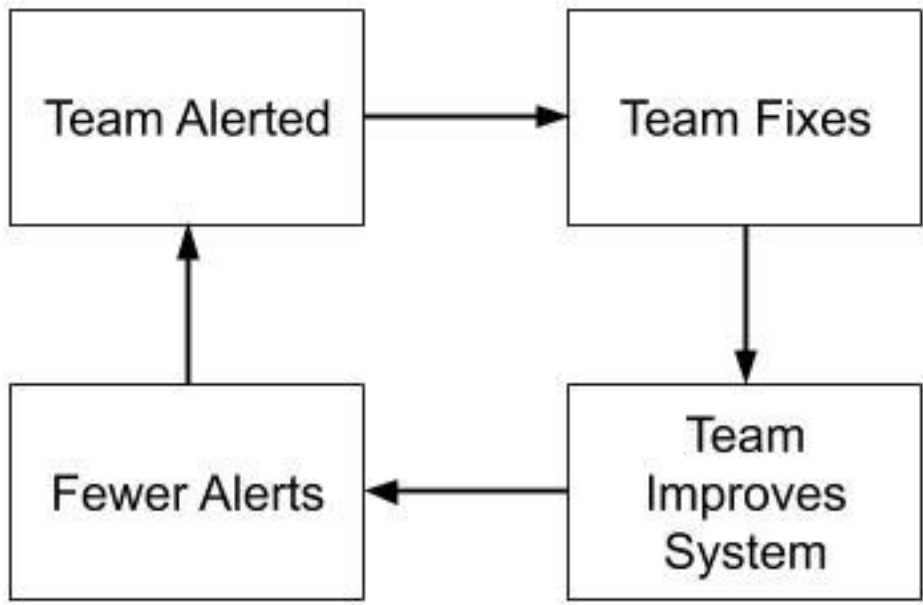 Team Alerted
Team Fixes
Fewer Alerts
Team
Improves
System